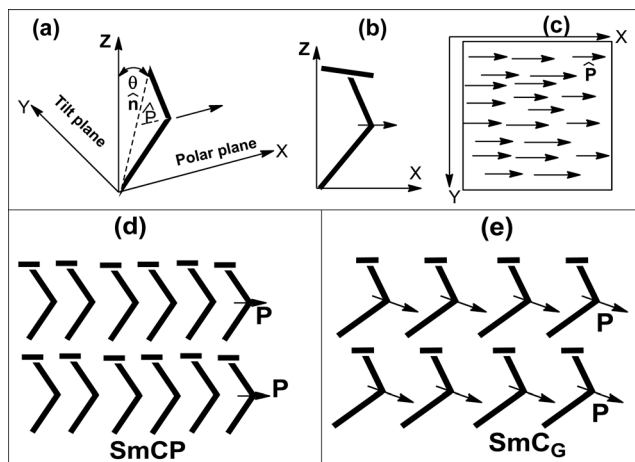 (a)
Z
θ
n̂
P̂
Y
Tilt plane
Polar plane
X
(b)
Z
X
(c)
X
P̂
Y
(d)
P
P
SmCP
(e)
P
P
SmC_G